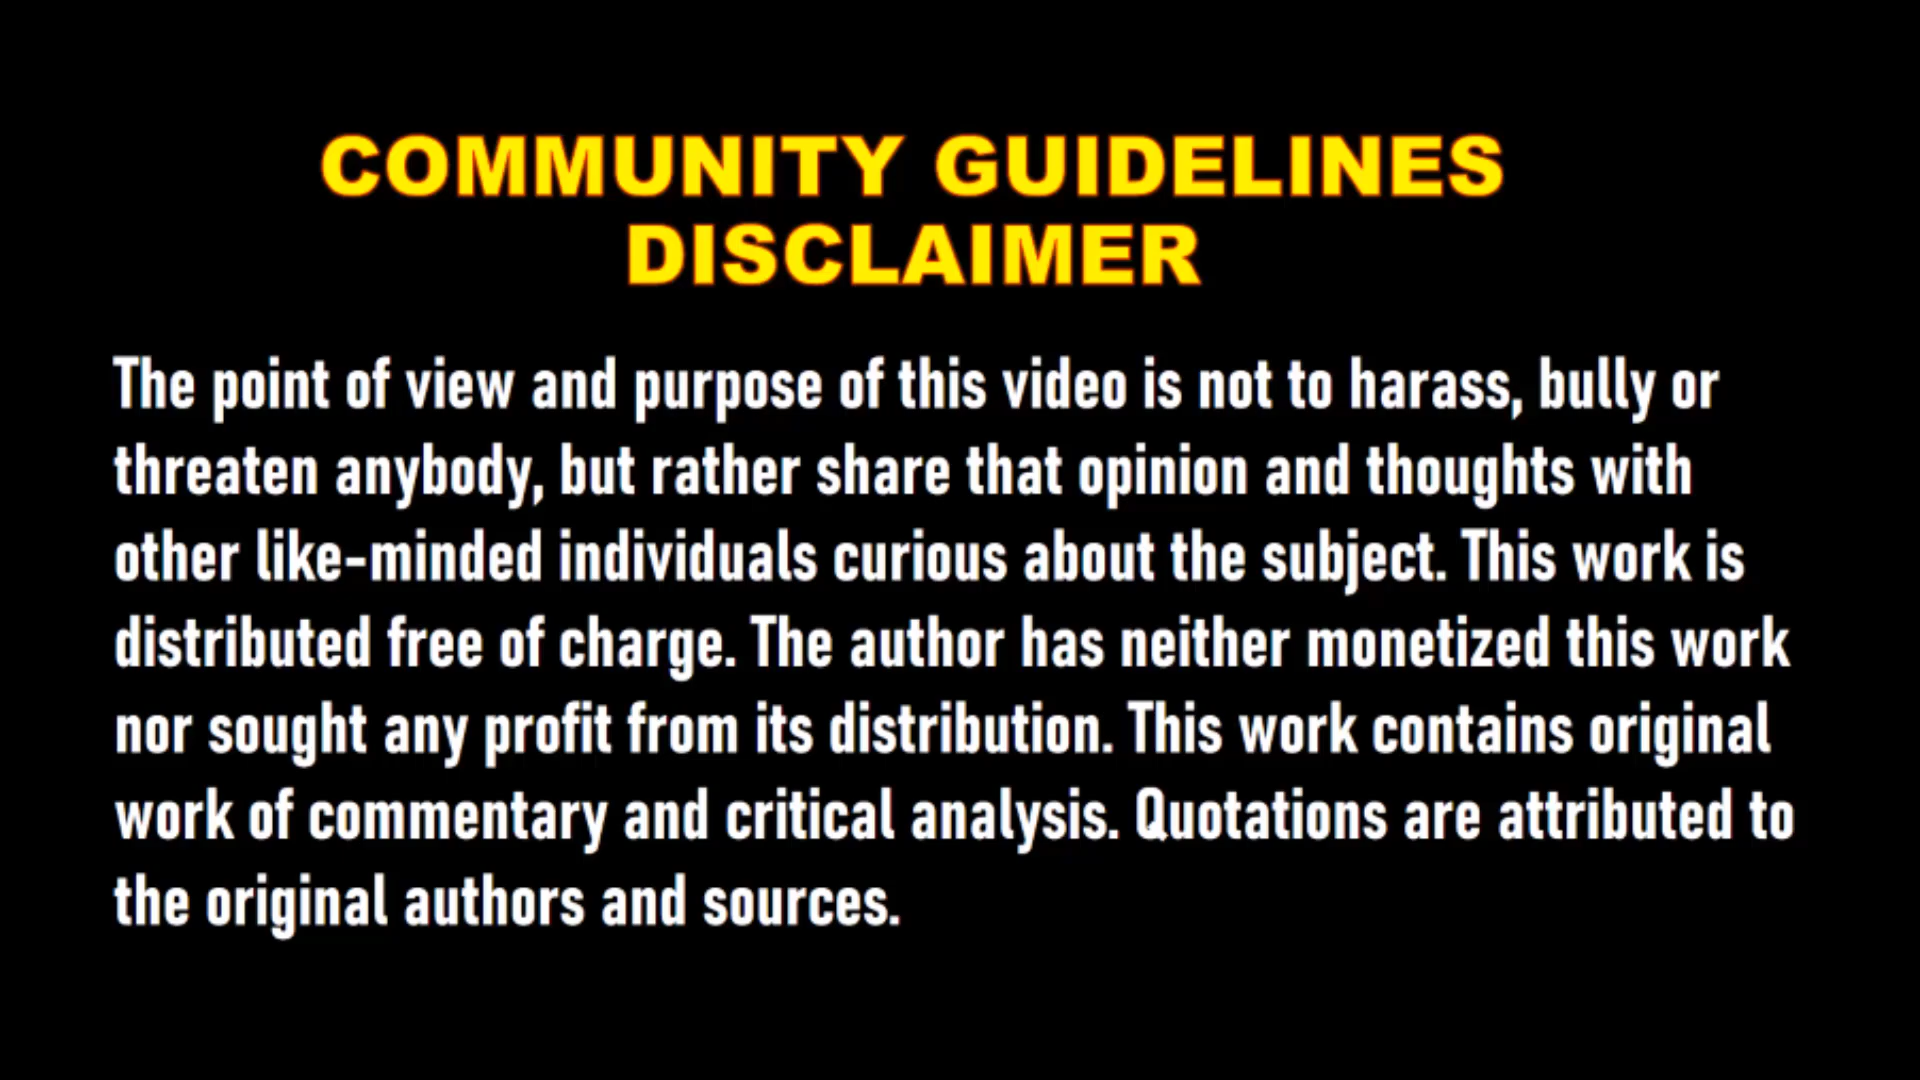 COMMUNITY GUIDELINES
DISCLAIMER
The point of view and purpose of this video is not to harass, bully or
threaten anybody, but rather share that opinion and thoughts with
other like-minded individuals curious about the subject. This work is
distributed free of charge. The author has neither monetized this work
nor sought any profit from its distribution. This work contains original
work of commentary and critical analysis. Quotations are attributed to
the original authors and sources.